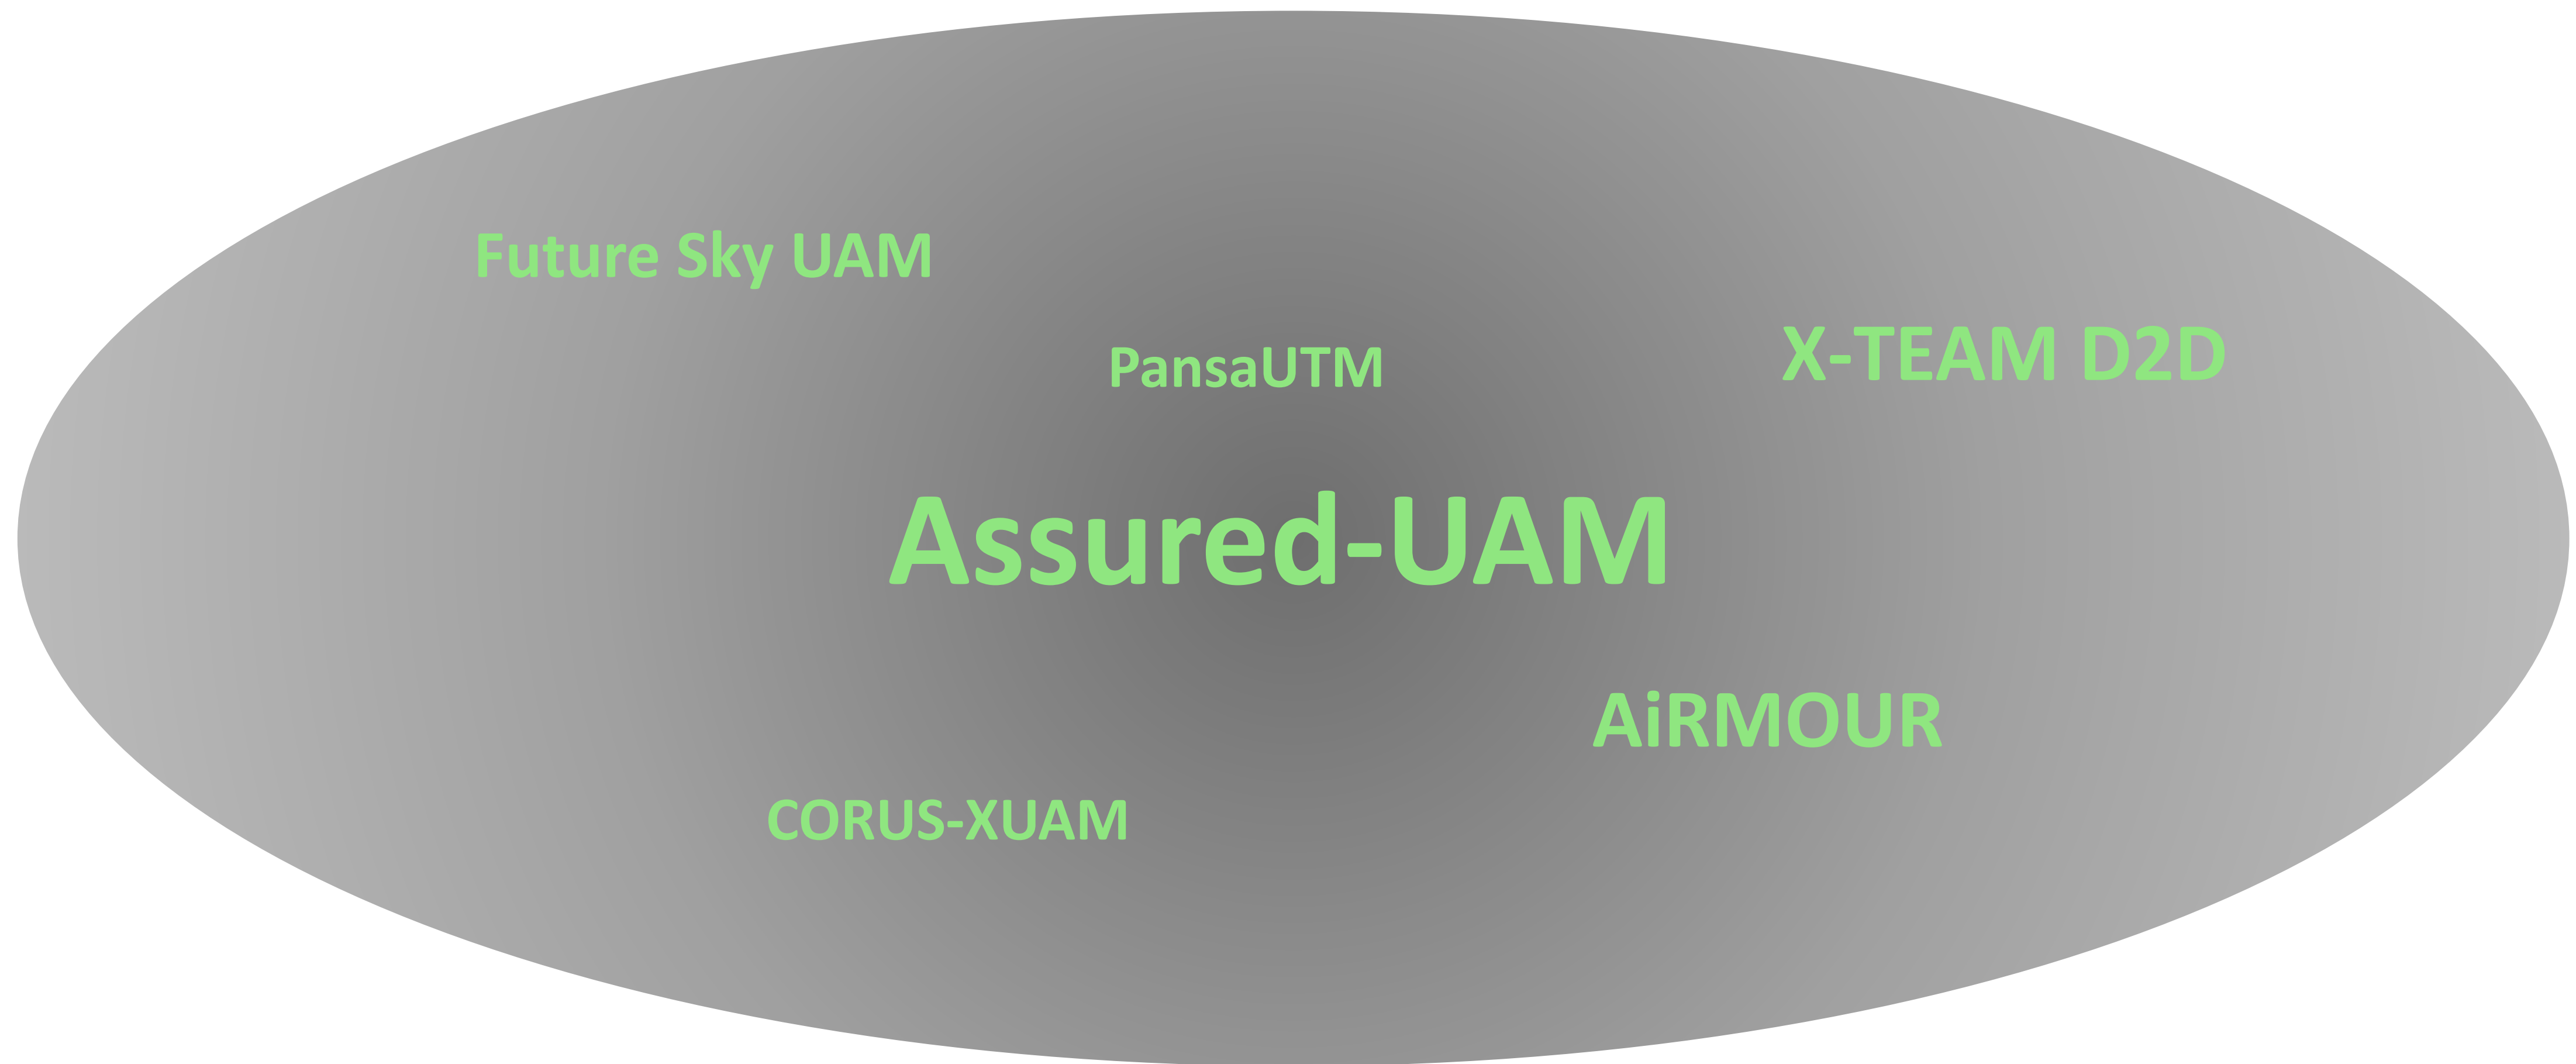 Future Sky UAM
X-TEAM D2D
PansaUTM
Assured-UAM
AiRMOUR
CORUS-XUAM